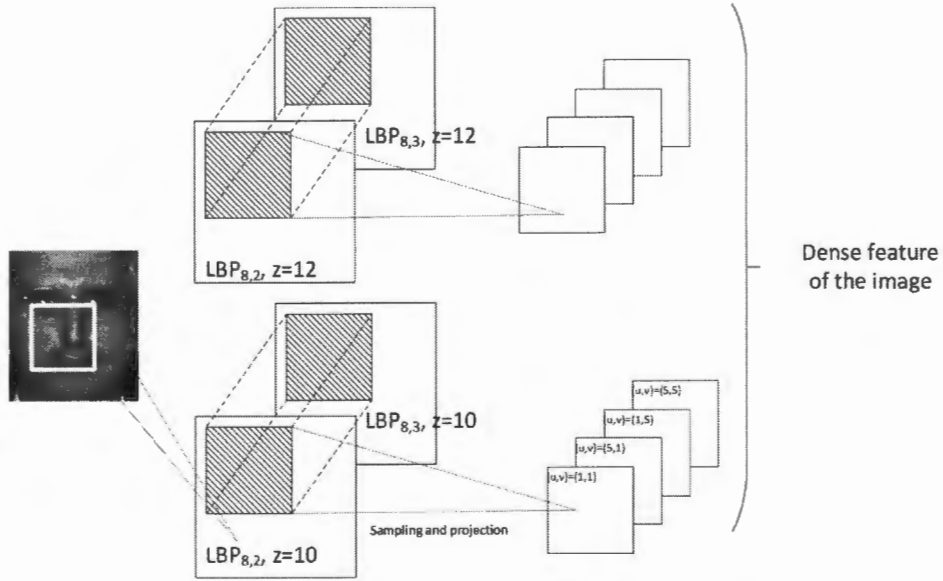 LBP8,3, z=12
LBP8,2, z=12
Dense feature
of the image
LBP8,3, z=10
LBP8,2, z=10
{u,v}={5,5}
{u,v}={1,5}
{u,v}={5,1}
{u,v}={1,1}
Sampling and projection